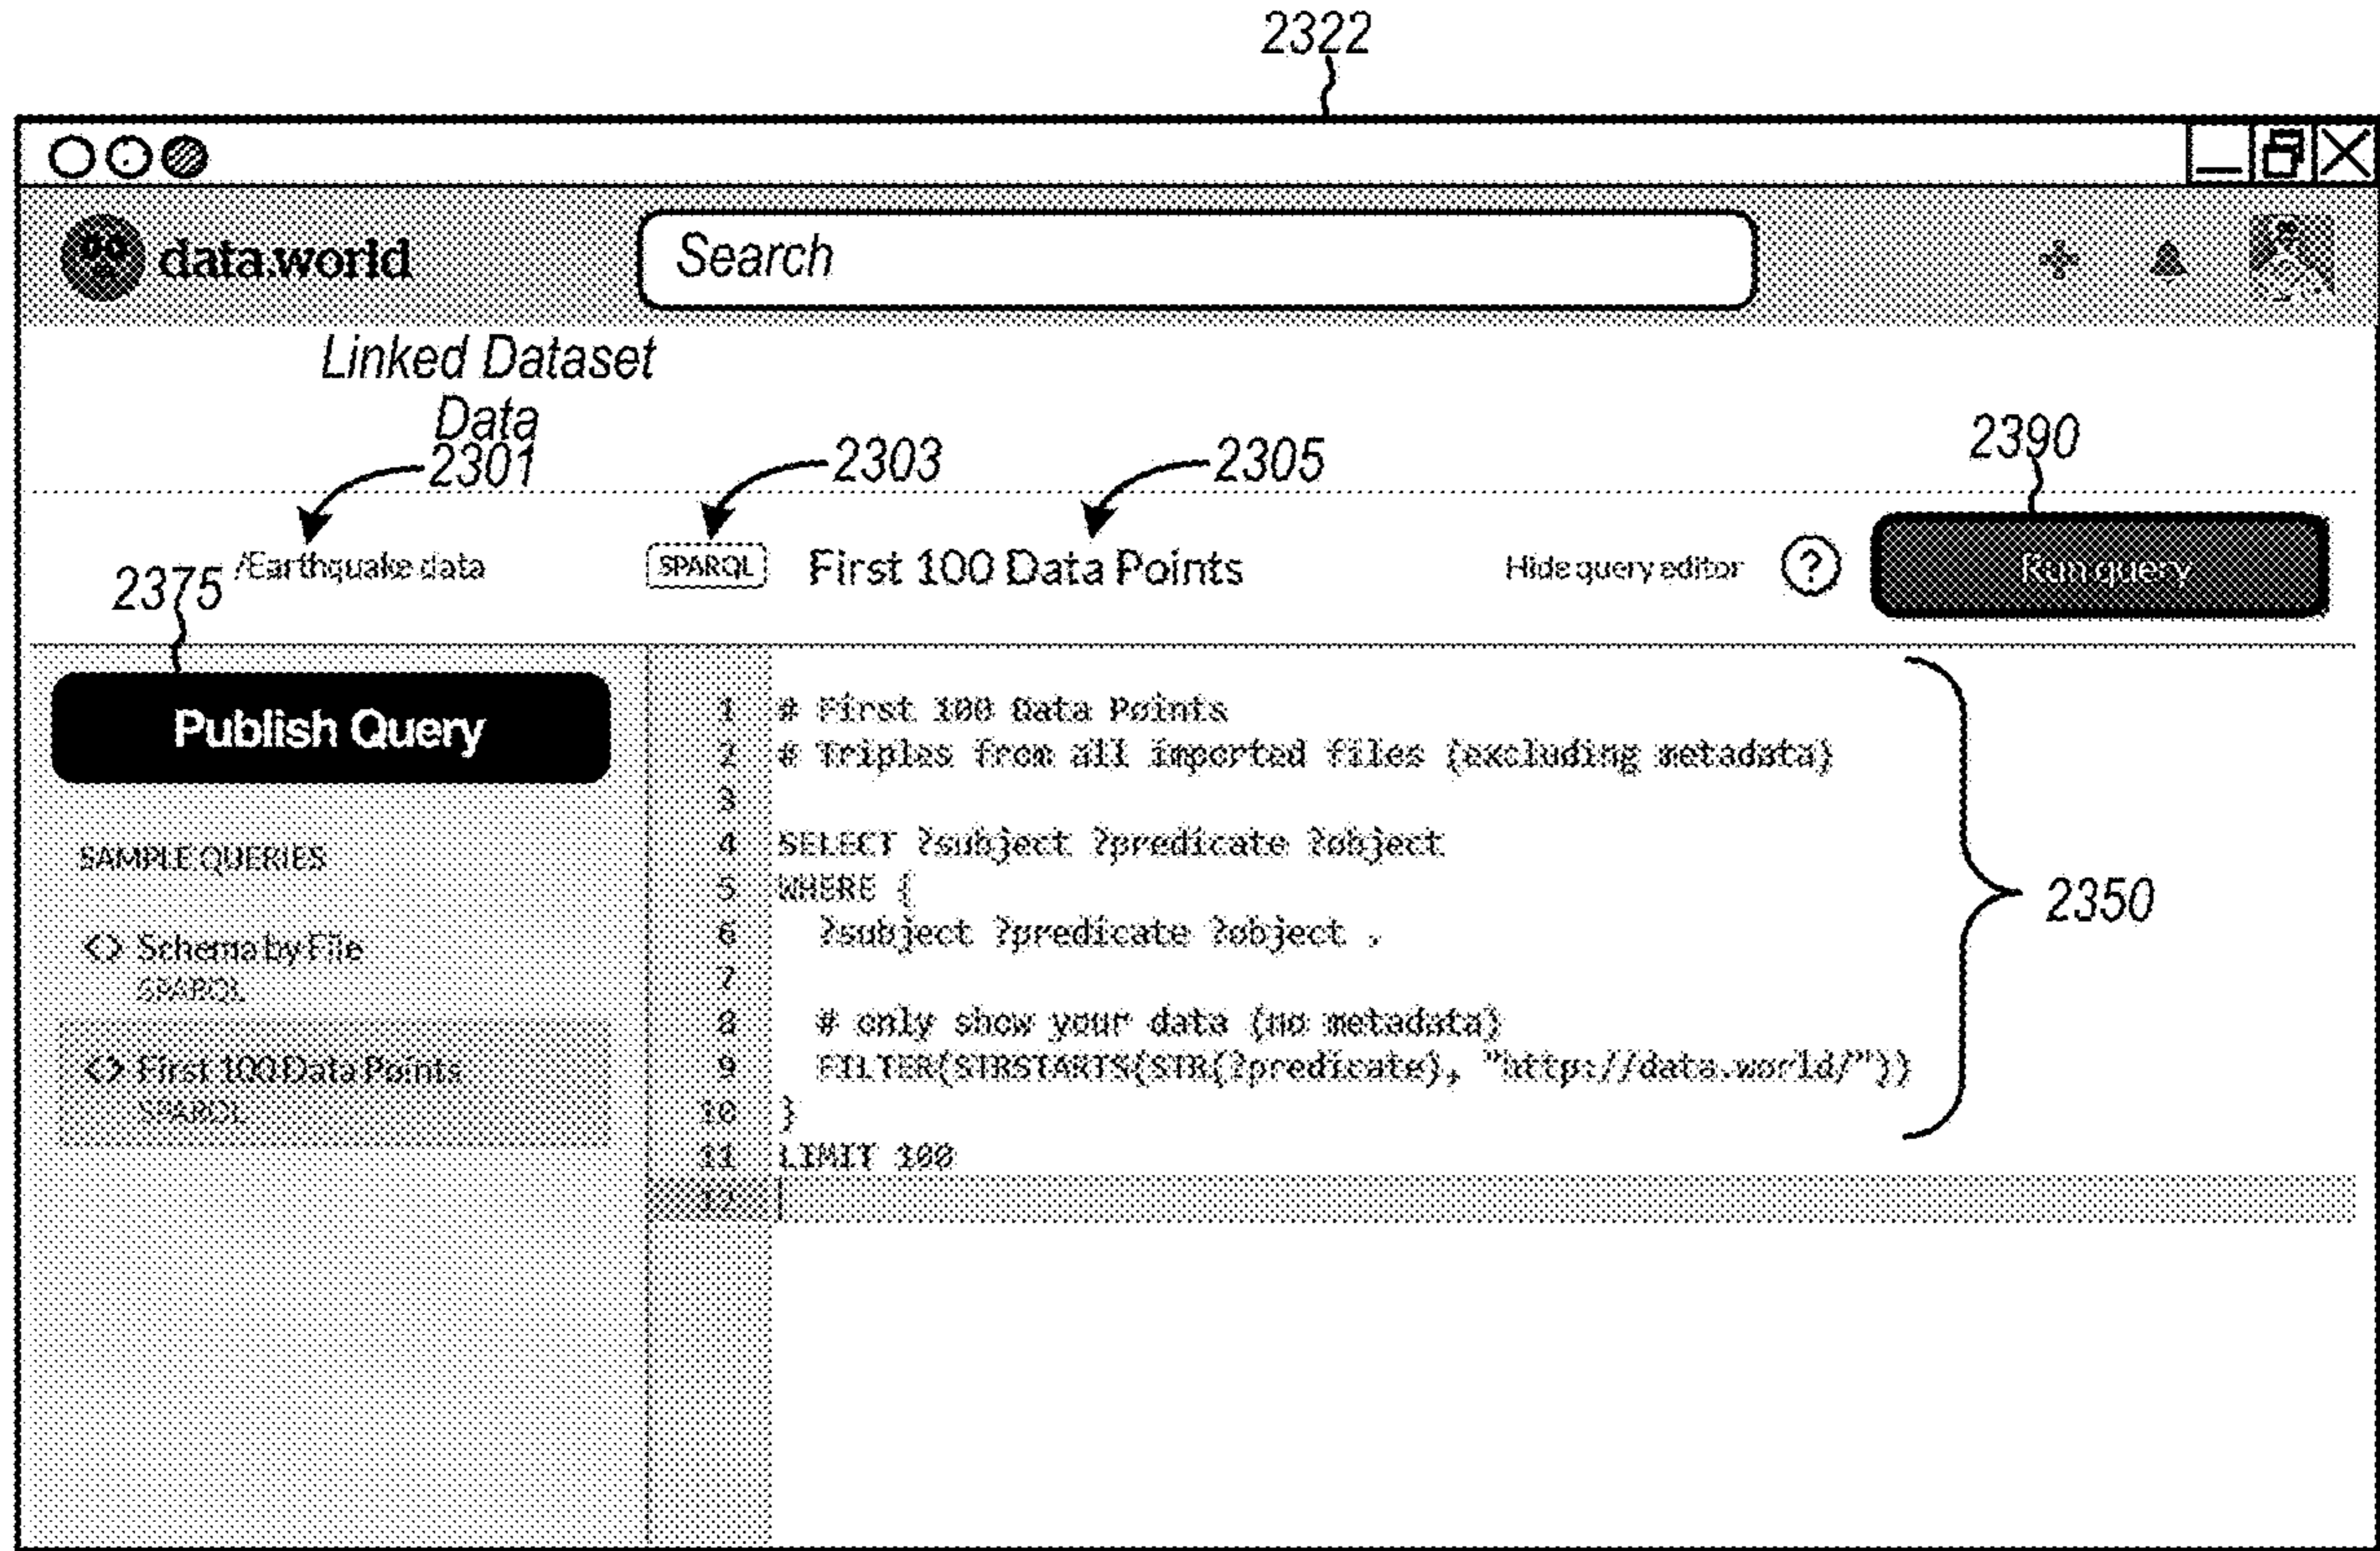 2322
data.world
Search
Linked Dataset
Data
2301
2303
2305
2390
/Earthquake data
SPARQL
First 100 Data Points
Hide query editor
?
Run query
2375
Publish Query
SAMPLE QUERIES
<> Schema by File
SPARQL
<> First 100 Data Points
SPARQL
1 # First 100 Data Points
2 # Triples from all imported files (excluding metadata)
3
4 SELECT ?subject ?predicate ?object
5 WHERE {
6 ?subject ?predicate ?object .
7
8 # only show your data (no metadata)
9 FILTER(STRSTARTS(STR(?predicate), "http://data.world/"))
10 }
11 LIMIT 100
12
2350